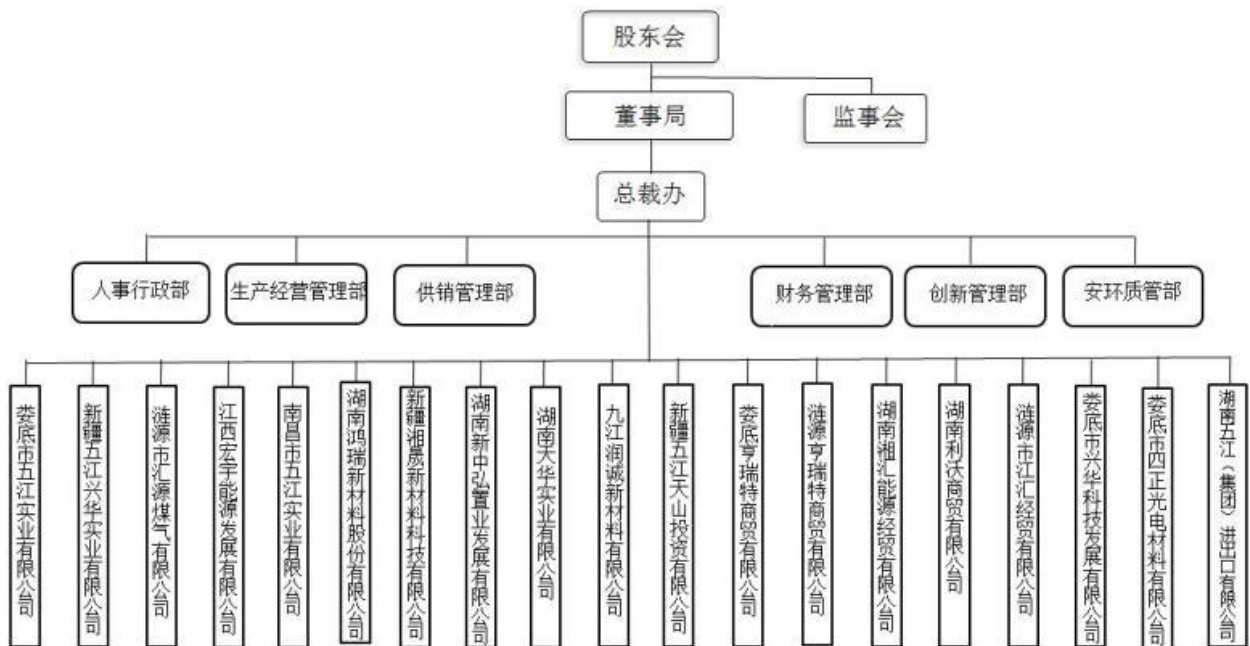 股东会
董事局
监事会
总裁办
人事行政部
生产经营管理部
供销管理部
财务管理部
创新管理部
安环质管部
娄底市五江实业有限公司
新疆五江兴华实业有限公司
涟源市汇源煤气有限公司
江西宏宇能源发展有限公司
南昌市五江实业有限公司
湖南鸿瑞新材料股份有限公司
新疆湘晟新材料科技有限公司
湖南新中弘置业发展有限公司
湖南大华实业有限公司
九江润诚新材料有限公司
新疆五江天山投资有限公司
娄底亨瑞特商贸有限公司
涟源亨瑞特商贸有限公司
湖南湘汇能源经贸有限公司
湖南利沃商贸有限公司
涟源市江汇经贸有限公司
娄底市兴华科技发展有限公司
娄底市四正光电材料有限公司
湖南五江（集团）进出口有限公司